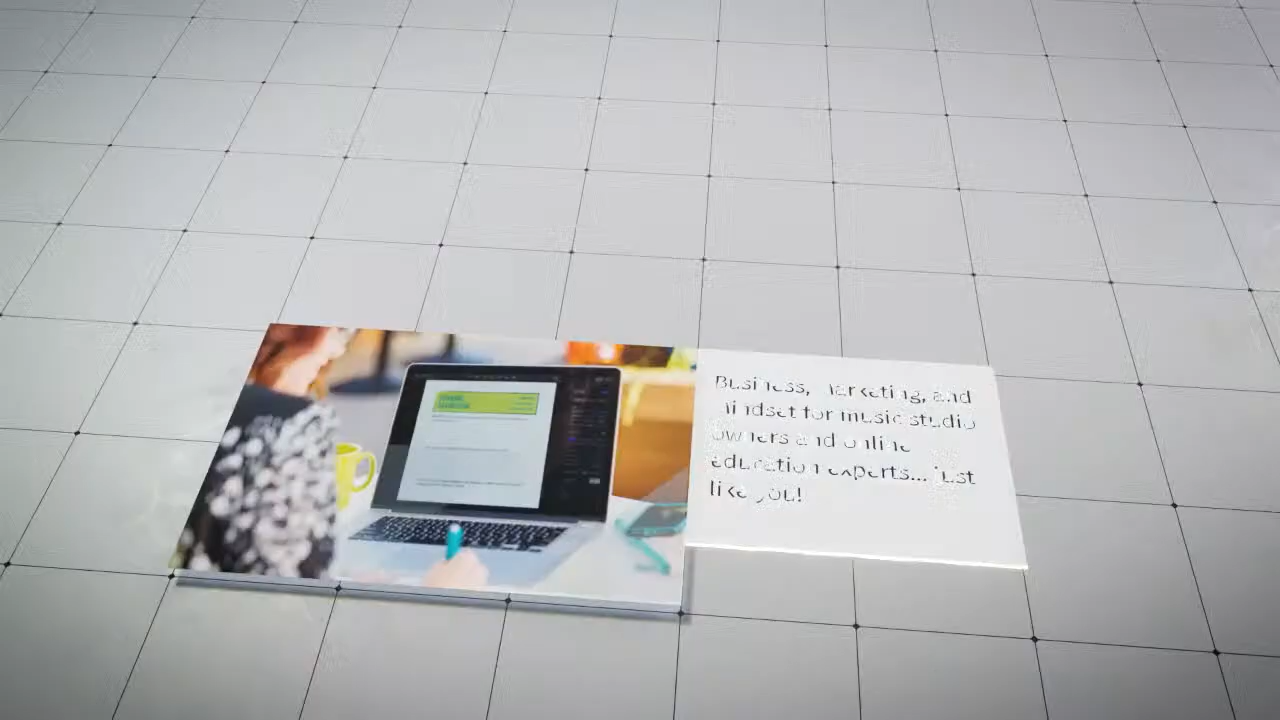 Business, marketing, and
mindset for music studio
owners and online
education experts... just
like you!